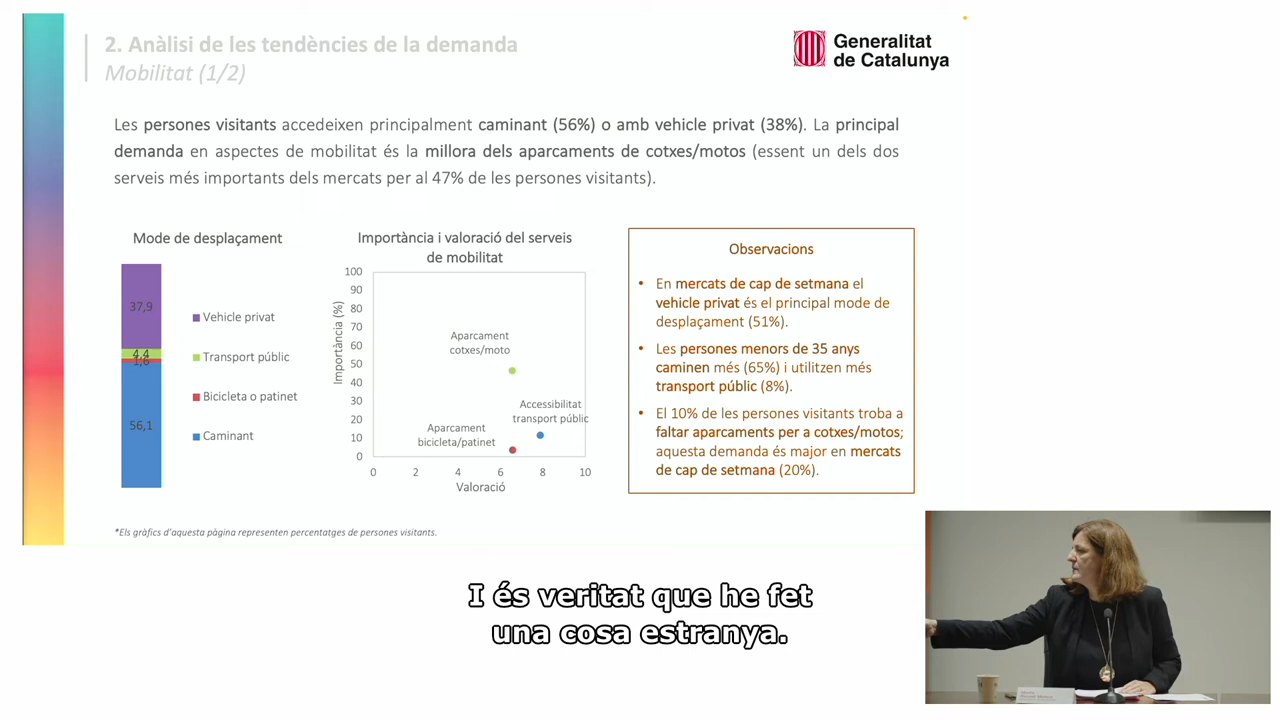 2. Anàlisi de les tendències de la demanda
Mobilitat (1/2)
Generalitat
de Catalunya
Les persones visitants accedeixen principalment caminant (56%) o amb vehicle privat (38%). La principal
demanda en aspectes de mobilitat és la millora dels aparcaments de cotxes/motos (essent un dels dos
serveis més importants dels mercats per al 47% de les persones visitants).
Mode de desplaçament
37,9
4,4
1,6
56,1
Vehicle privat
Transport públic
Bicicleta o patinet
Caminant
Importància i valoració del serveis
de mobilitat
Importància (%)
100
90
80
70
60
50
40
30
20
10
0
Aparcament
cotxes/moto
Accessibilitat
transport públic
Aparcament
bicicleta/patinet
0 2 4 6 8 10
Valoració
Observacions
• En mercats de cap de setmana el
vehicle privat és el principal mode de
desplaçament (51%).
• Les persones menors de 35 anys
caminen més (65%) i utilitzen més
transport públic (8%).
• El 10% de les persones visitants troba a
faltar aparcaments per a cotxes/motos;
aquesta demanda és major en mercats
de cap de setmana (20%).
*Els gràfics d'aquesta pàgina representen percentatges de persones visitants.
I és veritat que he fet
una cosa estranya.